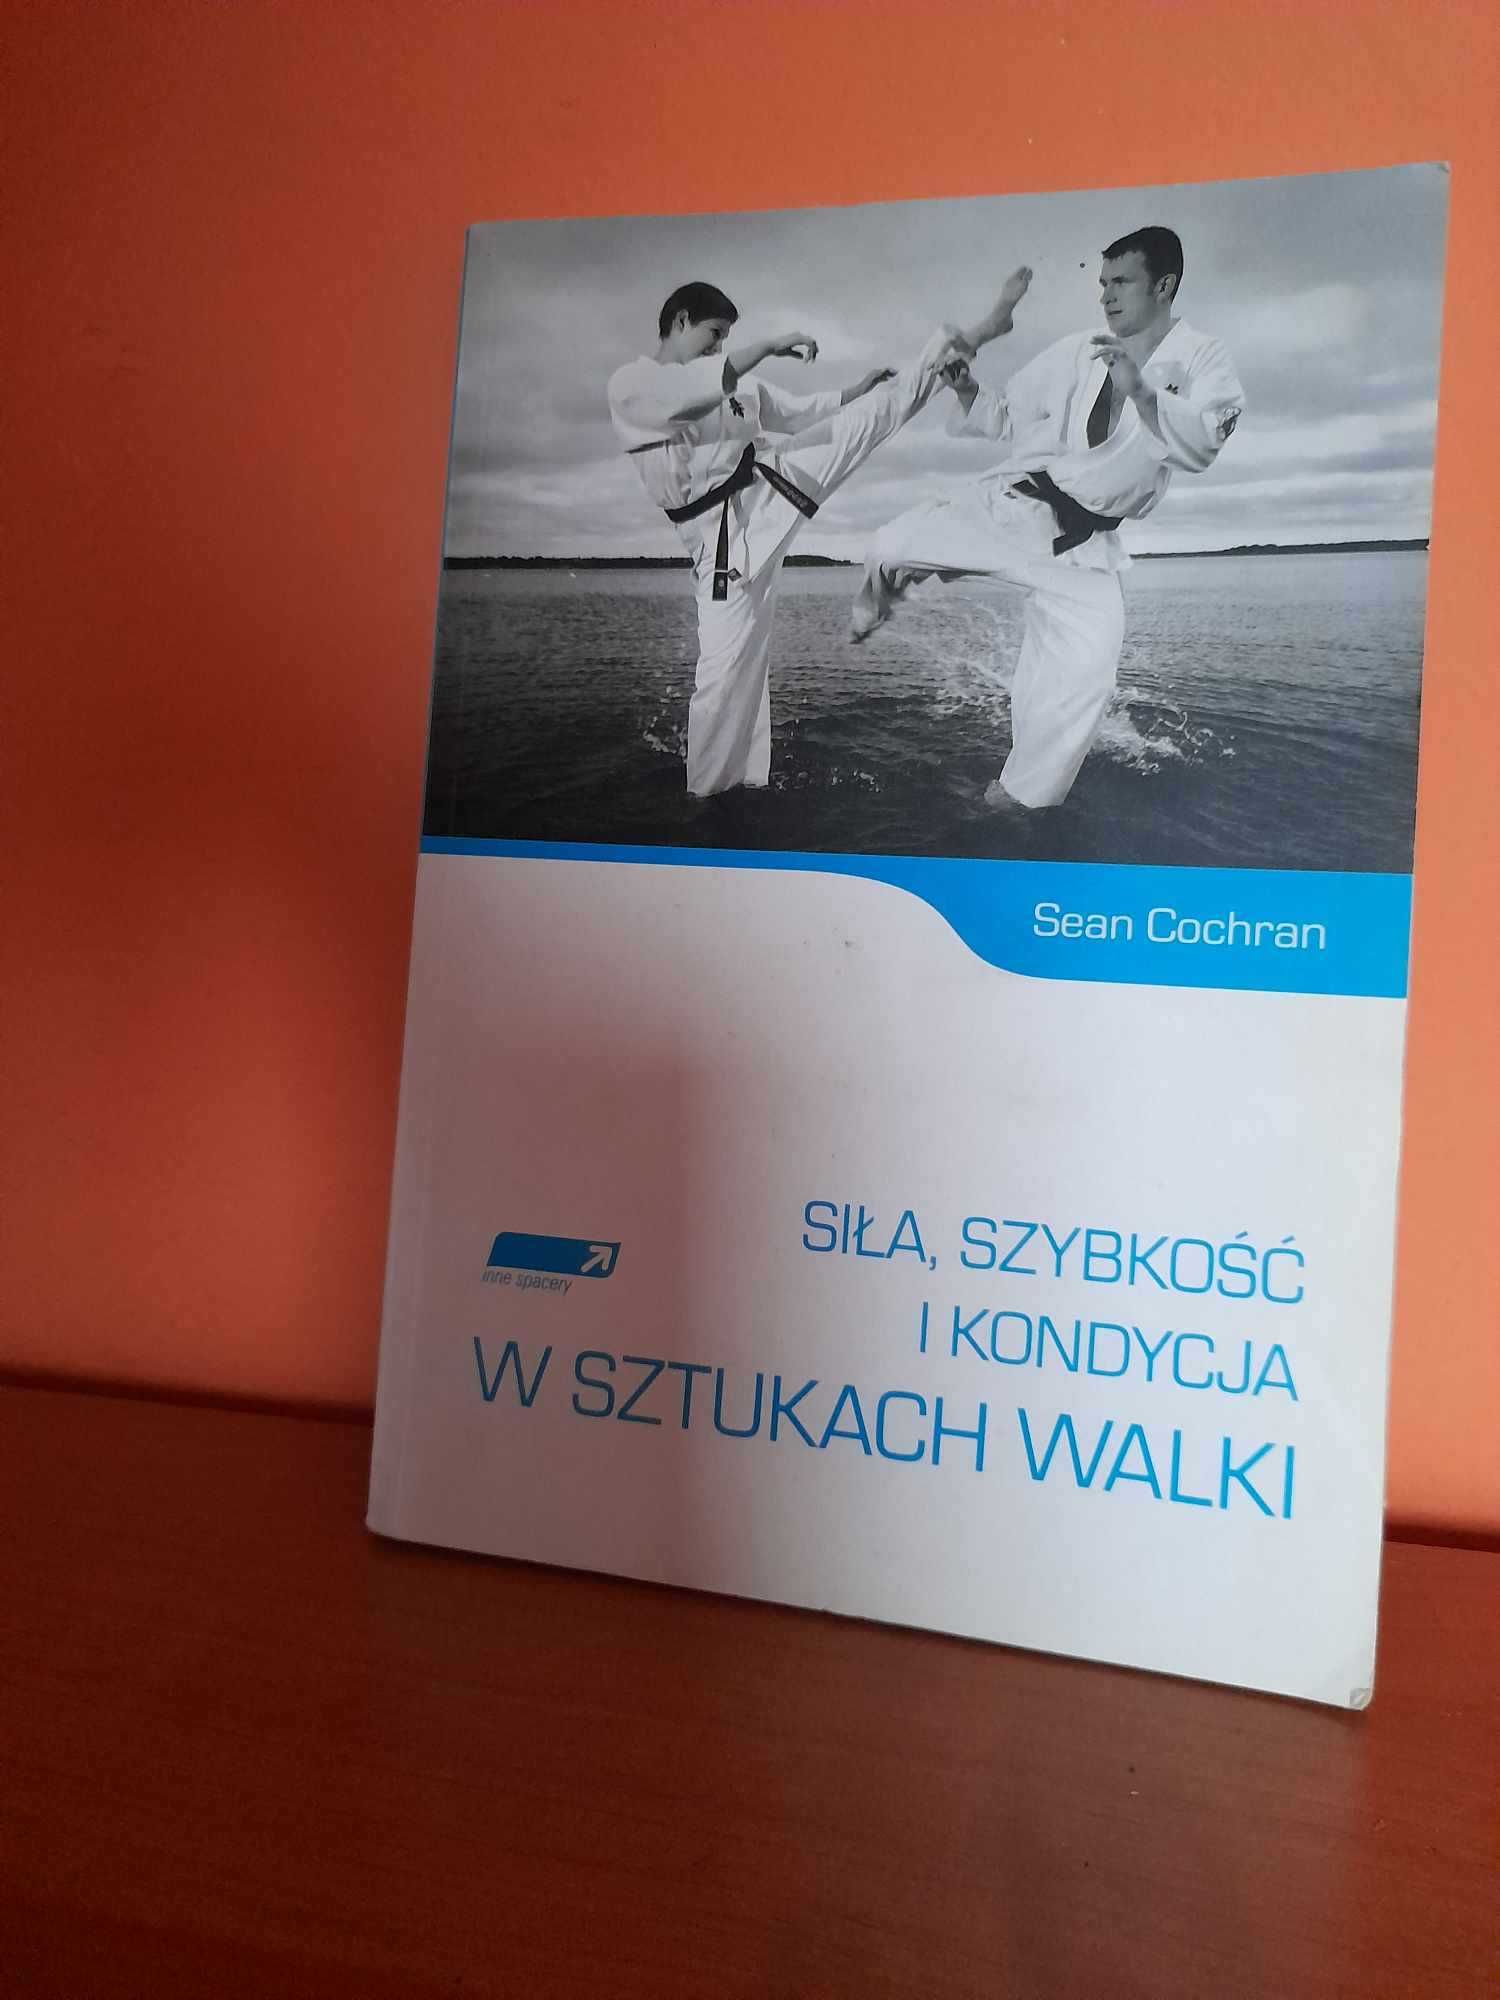 Sean Cochran
SIŁA, SZYBKOŚĆ
inne spacery
I KONDYCJA
W SZTUKACH WALKI